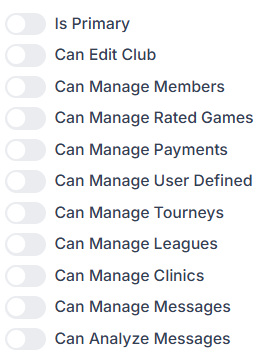 Is Primary
Can Edit Club
Can Manage Members
Can Manage Rated Games
Can Manage Payments
Can Manage User Defined
Can Manage Tourneys
Can Manage Leagues
Can Manage Clinics
Can Manage Messages
Can Analyze Messages